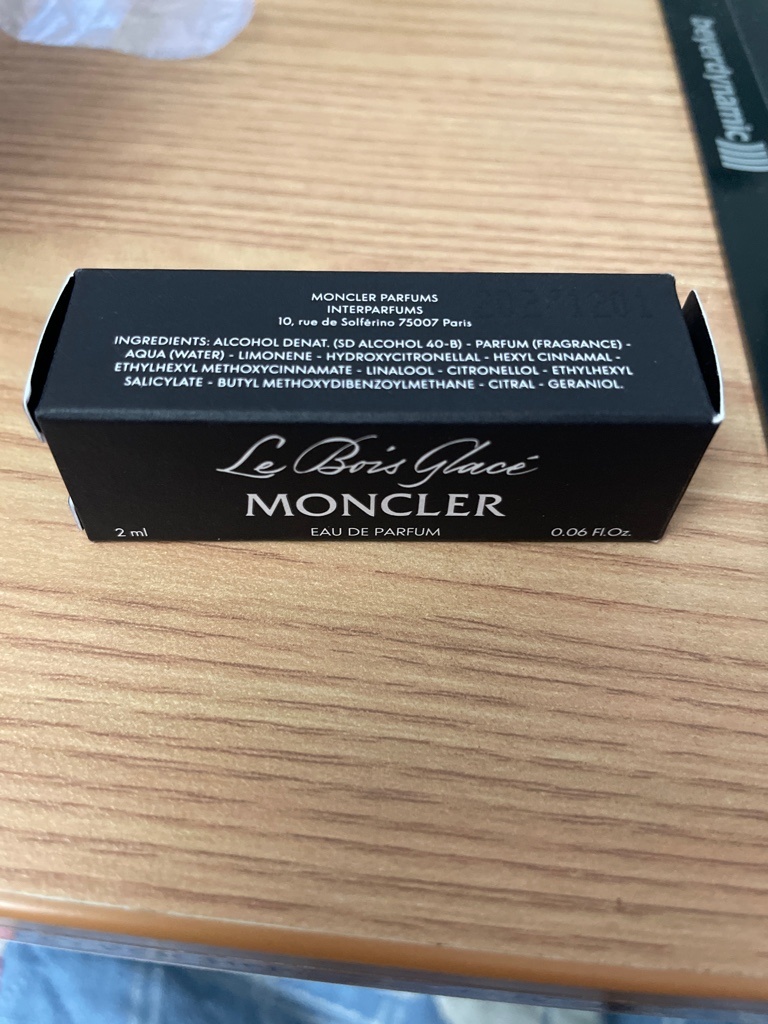 beyerdynamic
MONCLER PARFUMS
INTERPARFUMS
10, rue de Solférino 75007 Paris
INGREDIENTS: ALCOHOL DENAT. (SD ALCOHOL 40-B) - PARFUM (FRAGRANCE) -
AQUA (WATER) - LIMONENE - HYDROXYCITRONELLAL - HEXYL CINNAMAL -
ETHYLHEXYL METHOXYCINNAMATE - LINALOOL - CITRONELLOL - ETHYLHEXYL
SALICYLATE - BUTYL METHOXYDIBENZOYLMETHANE - CITRAL - GERANIOL.
Le Bois Glacé
MONCLER
2 ml EAU DE PARFUM 0.06 Fl.Oz.